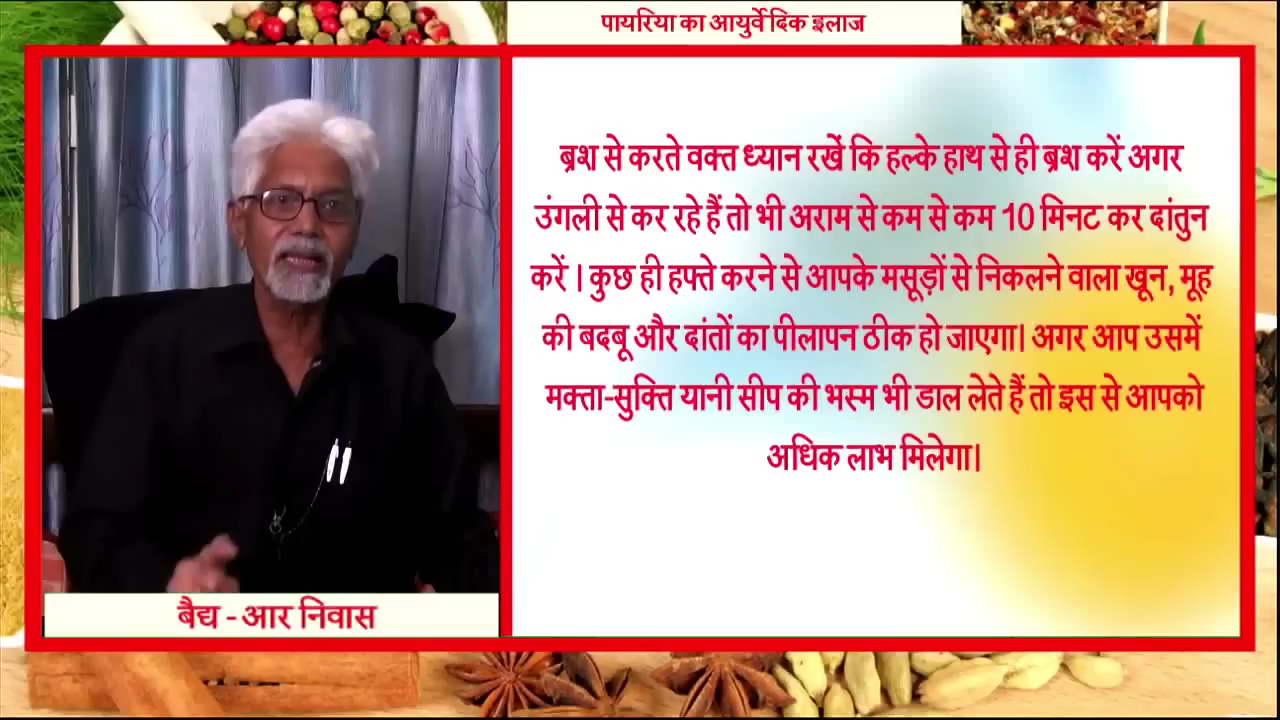 पायरिया का आयुर्वेदिक इलाज
ब्रश से करते वक्त ध्यान रखें कि हल्के हाथ से ही ब्रश करें अगर
उंगली से कर रहे हैं तो भी अराम से कम से कम 10 मिनट कर दांतुन
करें । कुछ ही हफ्ते करने से आपके मसूड़ों से निकलने वाला खून, मूह
की बदबू और दांतों का पीलापन ठीक हो जाएगा। अगर आप उसमें
मक्ता-सुक्ति यानी सीप की भस्म भी डाल लेते हैं तो इस से आपको
अधिक लाभ मिलेगा।
बैद्य - आर निवास